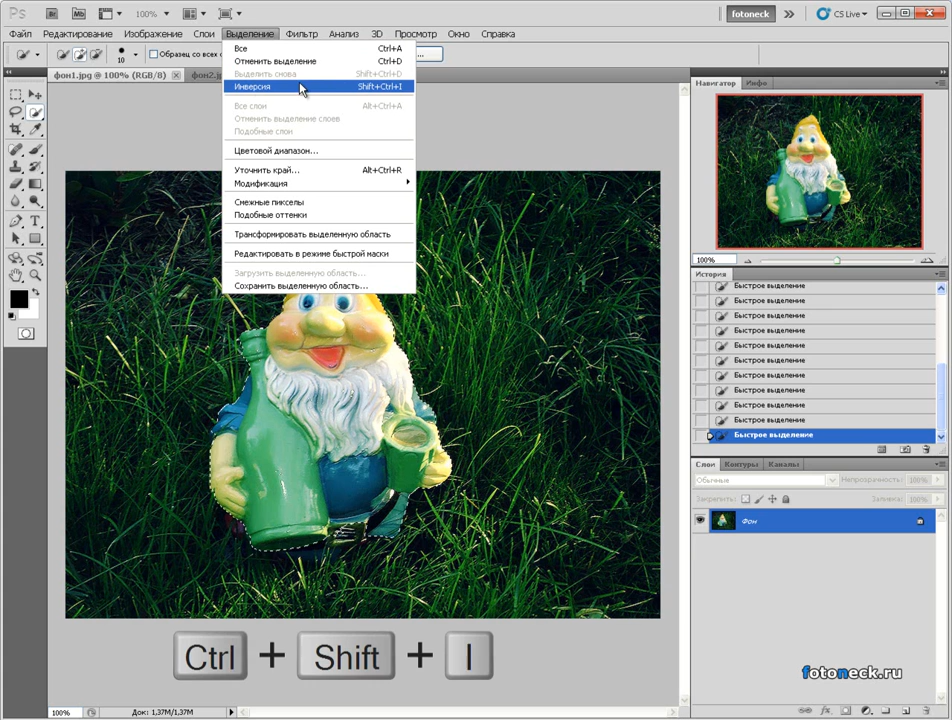 Ps Br Mb 100% fotoneck CS Live
Файл Редактирование Изображение Слои Выделение Фильтр Анализ 3D Просмотр Окно Справка
10 Образец со всех с ...
фон1.jpg @ 100% (RGB/8) фон2.j
Все Ctrl+A
Отменить выделение Ctrl+D
Выделить снова Shift+Ctrl+D
Инверсия Shift+Ctrl+I
Все слои Alt+Ctrl+A
Отменить выделение слоев
Подобные слои
Цветовой диапазон...
Уточнить край... Alt+Ctrl+R
Модификация
Смежные пикселы
Подобные оттенки
Трансформировать выделенную область
Редактировать в режиме быстрой маски
Загрузить выделенную область...
Сохранить выделенную область...
Навигатор Инфо
100%
История
Быстрое выделение
Быстрое выделение
Быстрое выделение
Быстрое выделение
Быстрое выделение
Быстрое выделение
Быстрое выделение
Быстрое выделение
Быстрое выделение
Быстрое выделение
Быстрое выделение
Слои Контуры Каналы
Обычные Непрозрачность: 100%
Закрепить: Заливка: 100%
Фон
Ctrl + Shift + I
fotoneck.ru
100% Док: 1,37M/1,37M